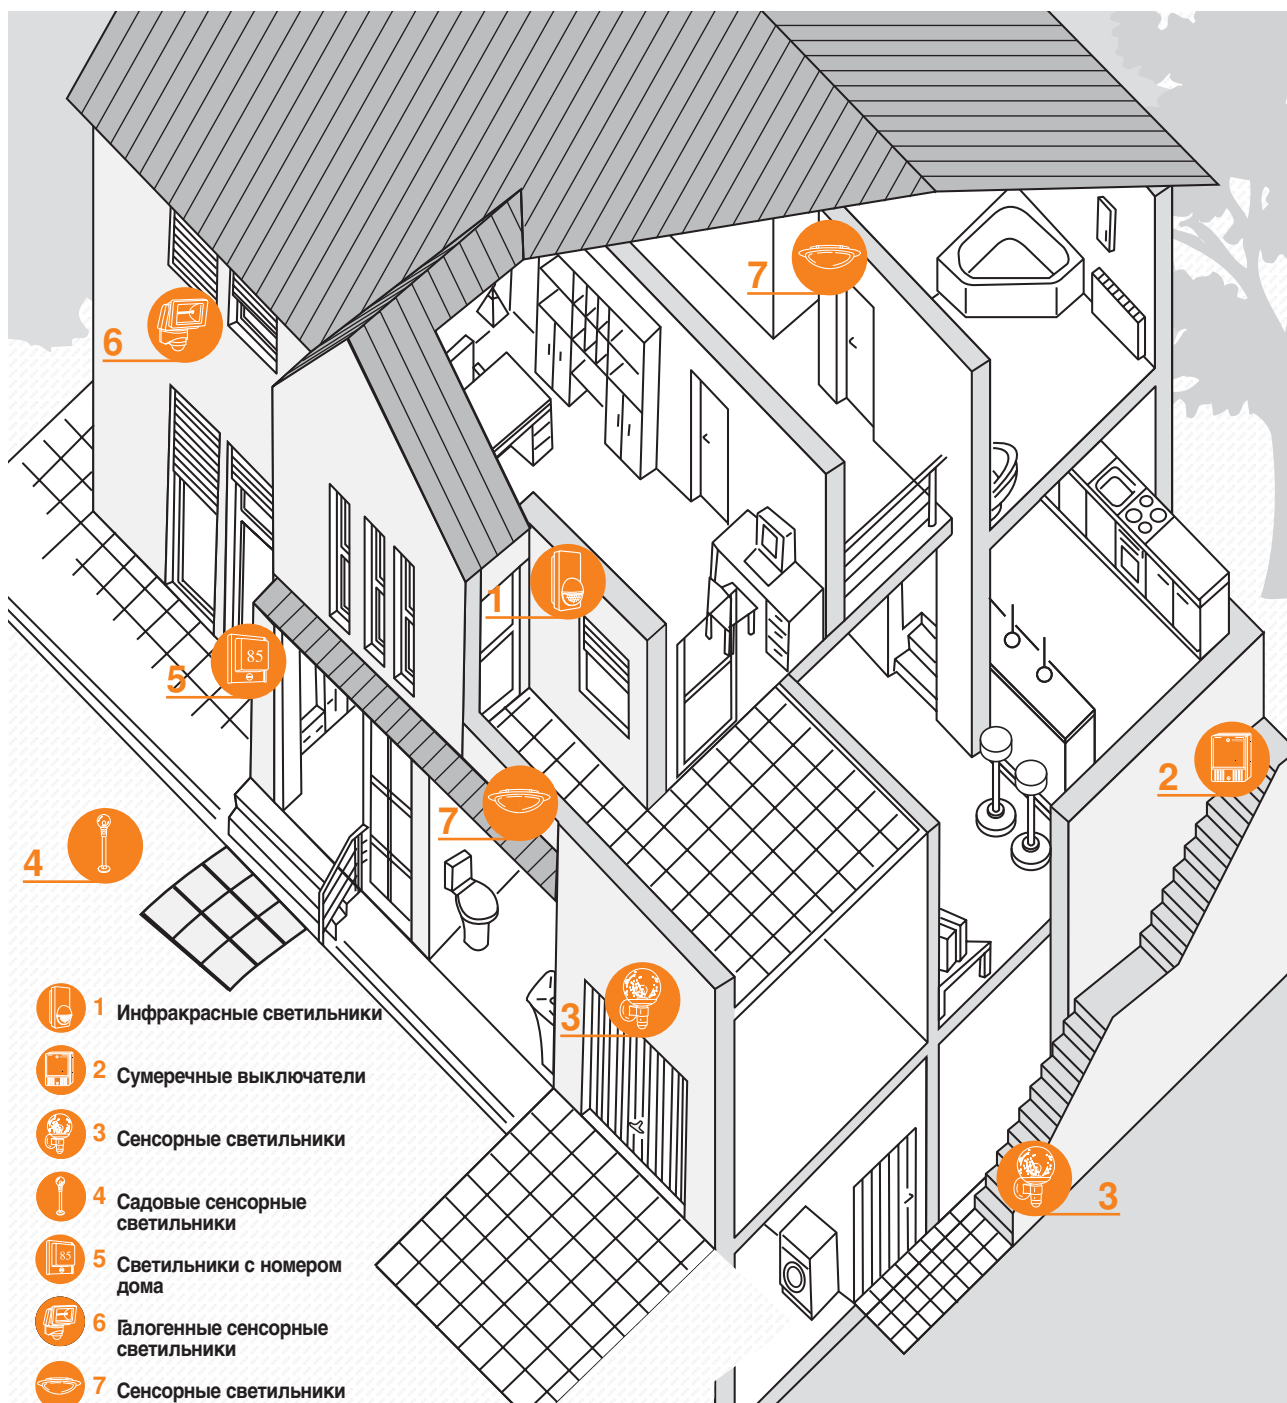 7
6
1
5
85
2
7
4
3
3
1 Инфракрасные светильники
2 Сумеречные выключатели
3 Сенсорные светильники
4 Садовые сенсорные
светильники
85
5 Светильники с номером
дома
6 Галогенные сенсорные
светильники
7 Сенсорные светильники